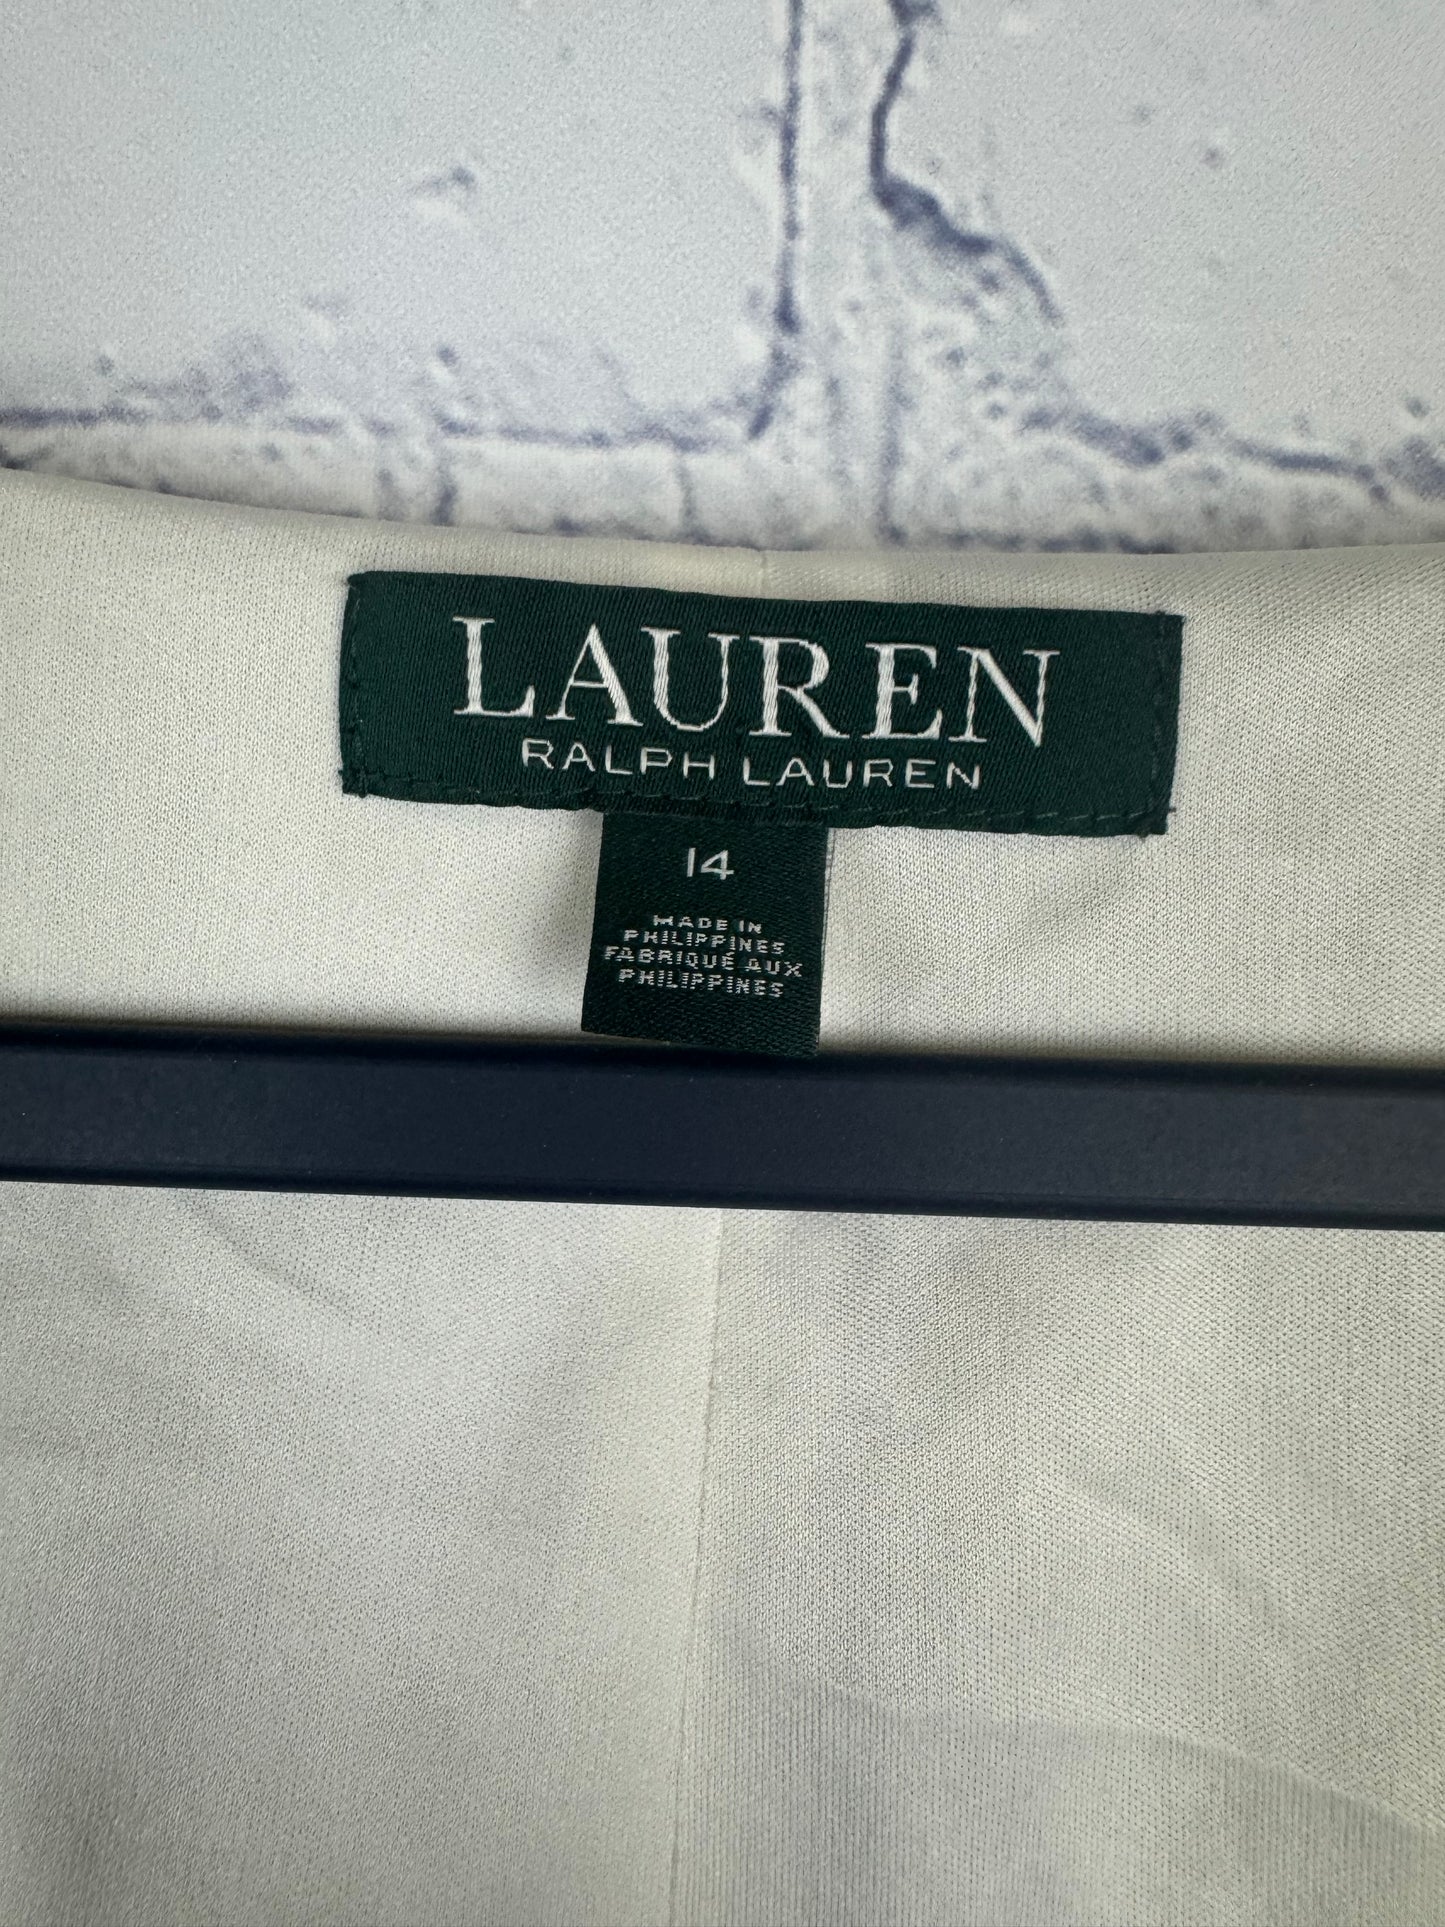 LAUREN
RALPH LAUREN
14
MADE IN
PHILIPPINES
FABRIQUÉ AUX
PHILIPPINES